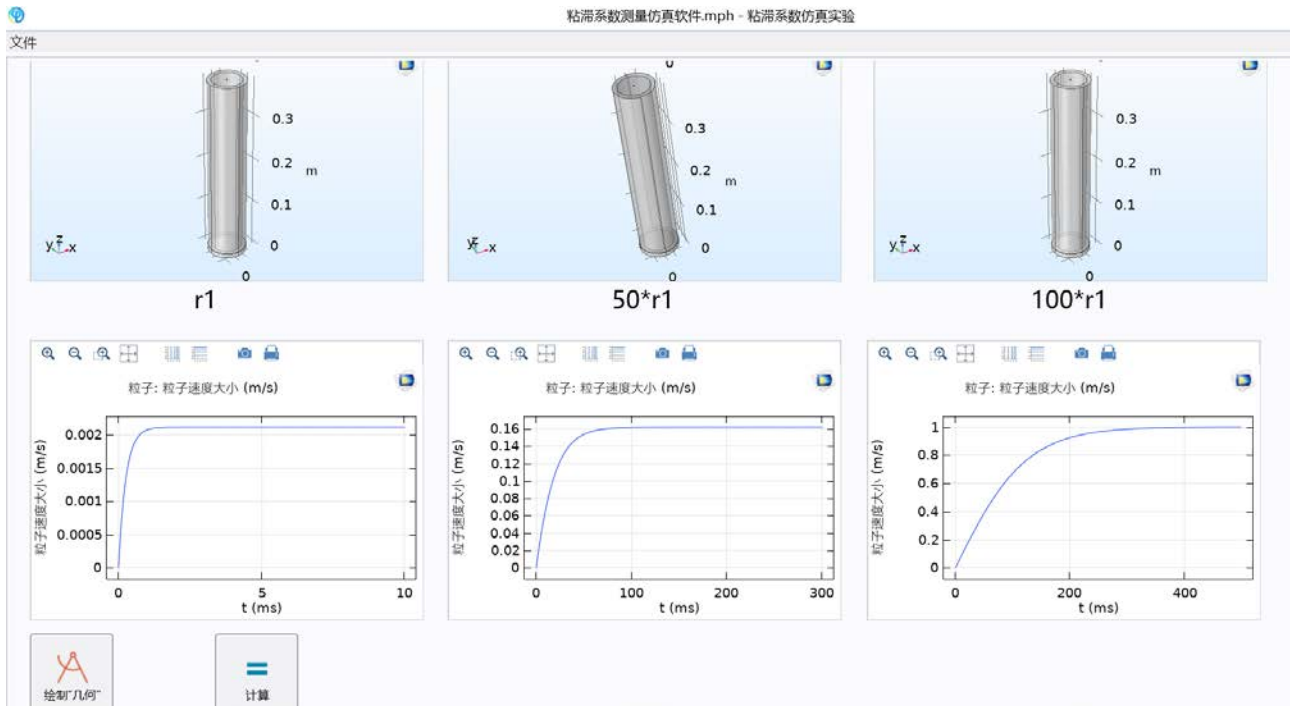 粘滞系数测量仿真软件.mph - 粘滞系数仿真实验
文件
0.3
0.2
m
0.1
0
0
y z x
r1
0
0.3
0.2
m
0.1
0
0
y z x
50*r1
0.3
0.2
m
0.1
0
0
y z x
100*r1
粒子: 粒子速度大小 (m/s)
粒子速度大小 (m/s)
0.002
0.0015
0.001
0.0005
0
0 5 10
t (ms)
粒子: 粒子速度大小 (m/s)
粒子速度大小 (m/s)
0.16
0.14
0.12
0.1
0.08
0.06
0.04
0.02
0
0 100 200 300
t (ms)
粒子: 粒子速度大小 (m/s)
粒子速度大小 (m/s)
1
0.8
0.6
0.4
0.2
0
0 200 400
t (ms)
绘制"几何"
计算